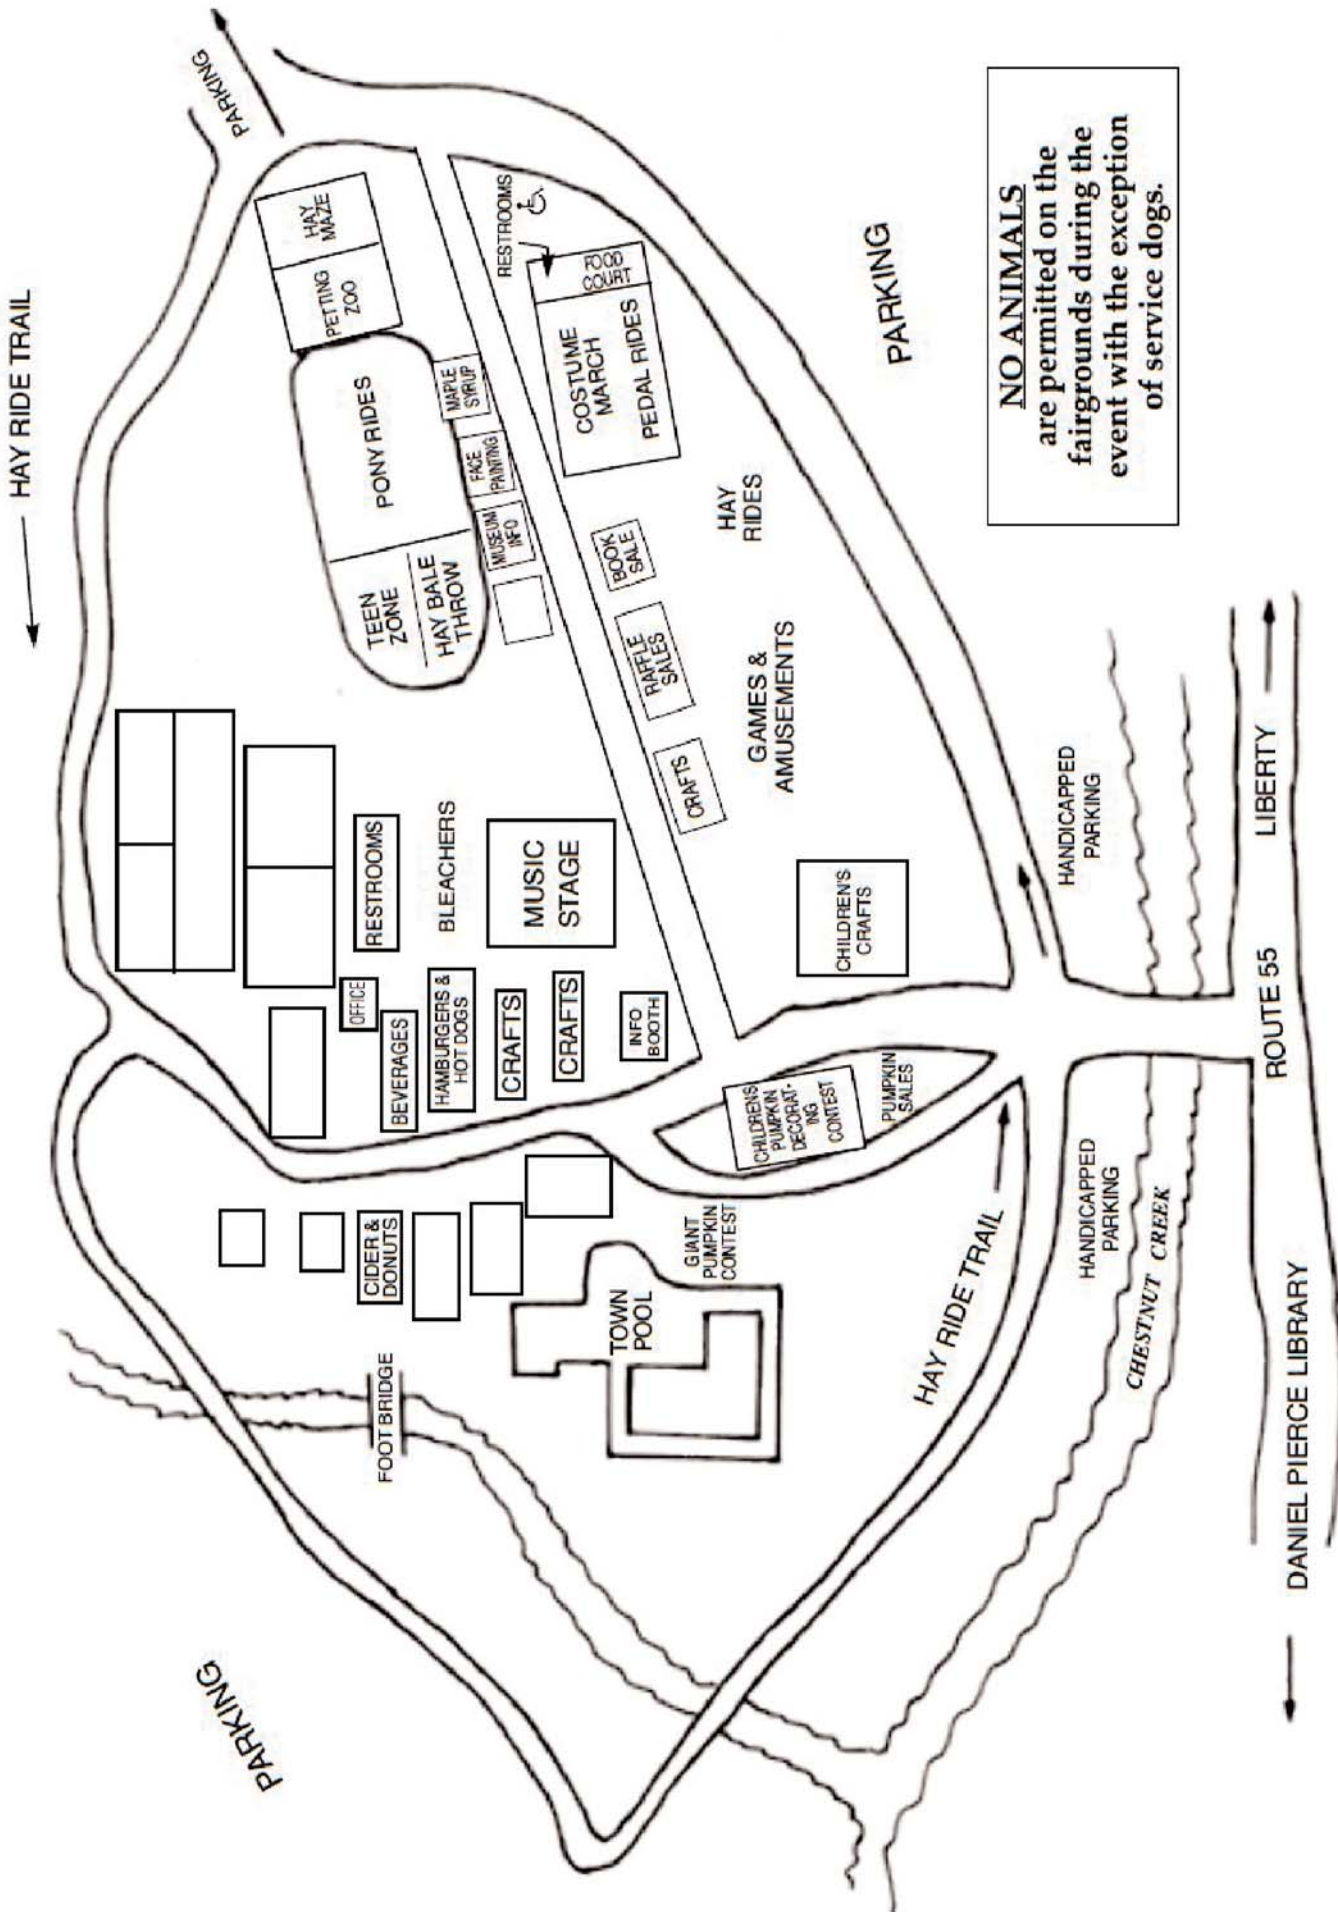 PARKING
HAY RIDE TRAIL
PARKING
FOOT BRIDGE
CIDER &
DONUTS
TOWN
POOL
GIANT
PUMPKIN
CONTEST
OFFICE
BEVERAGES
HAMBURGERS &
HOT DOGS
CRAFTS
CRAFTS
INFO
BOOTH
RESTROOMS
BLEACHERS
MUSIC
STAGE
TEEN
ZONE
HAY BALE
THROW
PONY RIDES
PETTING
ZOO
HAY
MAZE
MUSEUM
INFO
FACE
PAINTING
MAPLE
SYRUP
RESTROOMS
FOOD
COURT
COSTUME
MARCH
PEDAL RIDES
BOOK
SALE
RAFFLE
SALES
CRAFTS
HAY
RIDES
GAMES &
AMUSEMENTS
CHILDREN'S
CRAFTS
CHILDRENS
PUMPKIN
DECORAT-
ING
CONTEST
PUMPKIN
SALES
PARKING
HAY RIDE TRAIL
HANDICAPPED
PARKING
HANDICAPPED
PARKING
CHESTNUT CREEK
NO ANIMALS
are permitted on the
fairgrounds during the
event with the exception
of service dogs.
ROUTE 55
LIBERTY
DANIEL PIERCE LIBRARY